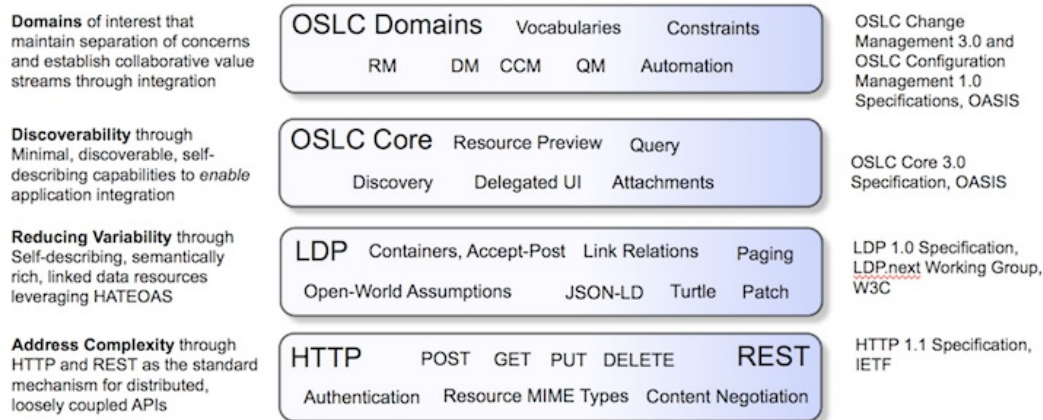 Domains of interest that
maintain separation of concerns
and establish collaborative value
streams through integration
OSLC Domains Vocabularies Constraints
RM DM CCM QM Automation
OSLC Change
Management 3.0 and
OSLC Configuration
Management 1.0
Specifications, OASIS
Discoverability through
Minimal, discoverable, self-
describing capabilities to enable
application integration
OSLC Core Resource Preview Query
Discovery Delegated UI Attachments
OSLC Core 3.0
Specification, OASIS
Reducing Variability through
Self-describing, semantically
rich, linked data resources
leveraging HATEOAS
LDP Containers, Accept-Post Link Relations Paging
Open-World Assumptions JSON-LD Turtle Patch
LDP 1.0 Specification,
LDP.next Working Group,
W3C
Address Complexity through
HTTP and REST as the standard
mechanism for distributed,
loosely coupled APIs
HTTP POST GET PUT DELETE REST
Authentication Resource MIME Types Content Negotiation
HTTP 1.1 Specification,
IETF